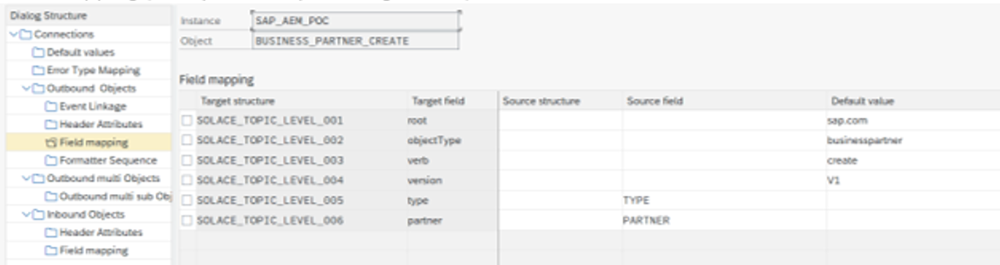 Dialog Structure
Connections
Default values
Error Type Mapping
Outbound Objects
Event Linkage
Header Attributes
Field mapping
Formatter Sequence
Outbound multi Objects
Outbound multi sub Obj
Inbound Objects
Header Attributes
Field mapping
Instance SAP_AEM_POC
Object BUSINESS_PARTNER_CREATE
Field mapping
Target structure Target field Source structure Source field Default value
SOLACE_TOPIC_LEVEL_001 root sap.com
SOLACE_TOPIC_LEVEL_002 objectType businesspartner
SOLACE_TOPIC_LEVEL_003 verb create
SOLACE_TOPIC_LEVEL_004 version V1
SOLACE_TOPIC_LEVEL_005 type TYPE
SOLACE_TOPIC_LEVEL_006 partner PARTNER